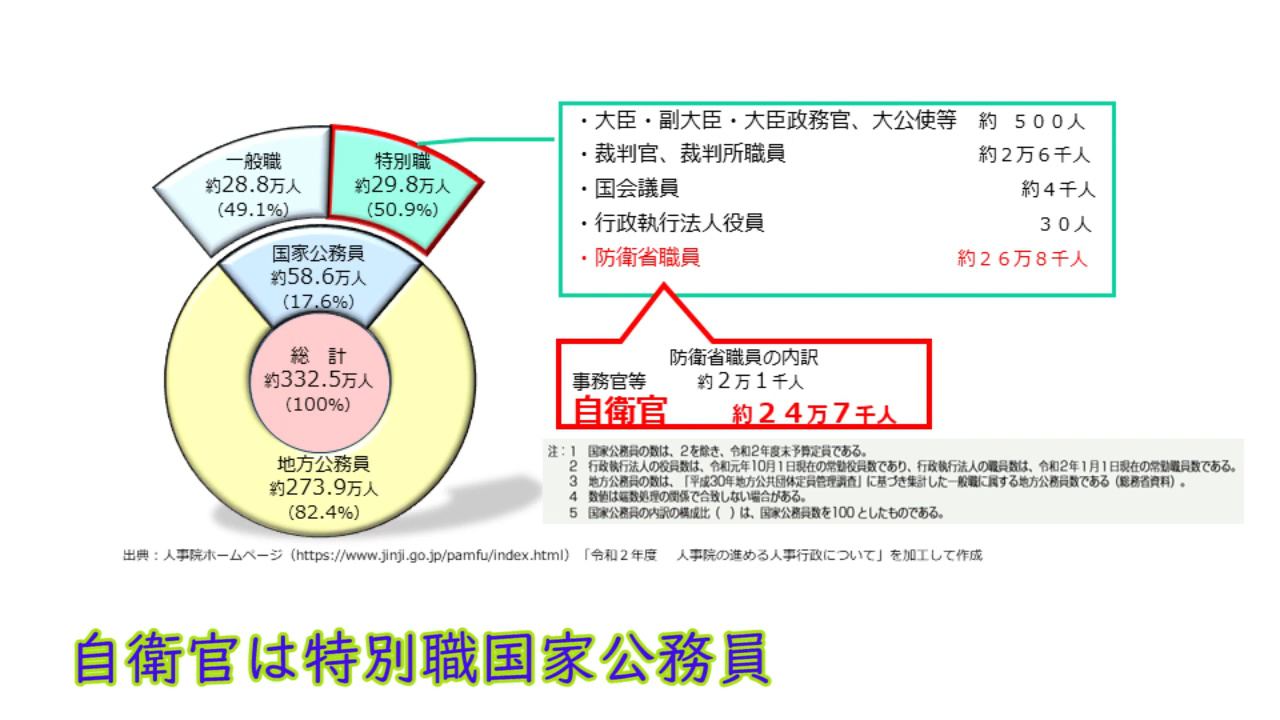 一般職
約28.8万人
(49.1%)
特別職
約29.8万人
(50.9%)
国家公務員
約58.6万人
(17.6%)
総　計
約332.5万人
(100%)
地方公務員
約273.9万人
(82.4%)
・大臣・副大臣・大臣政務官、大公使等　約　５００人
・裁判官、裁判所職員　約２万６千人
・国会議員　約４千人
・行政執行法人役員　３０人
・防衛省職員　約２６万８千人
防衛省職員の内訳
事務官等　約２万１千人
自衛官　約２４万７千人
注：1　国家公務員の数は、2を除き、令和2年度末予算定員である。
2　行政執行法人の役員数は、令和元年10月1日現在の常勤役員数であり、行政執行法人の職員数は、令和2年1月1日現在の常勤職員数である。
3　地方公務員の数は、「平成30年地方公共団体定員管理調査」に基づき集計した一般職に属する地方公務員数である（総務省資料）。
4　数値は端数処理の関係で合致しない場合がある。
5　国家公務員の内訳の構成比（　）は、国家公務員数を100としたものである。
出典：人事院ホームページ（https://www.jinji.go.jp/pamfu/index.html）「令和２年度　人事院の進める人事行政について」を加工して作成
自衛官は特別職国家公務員